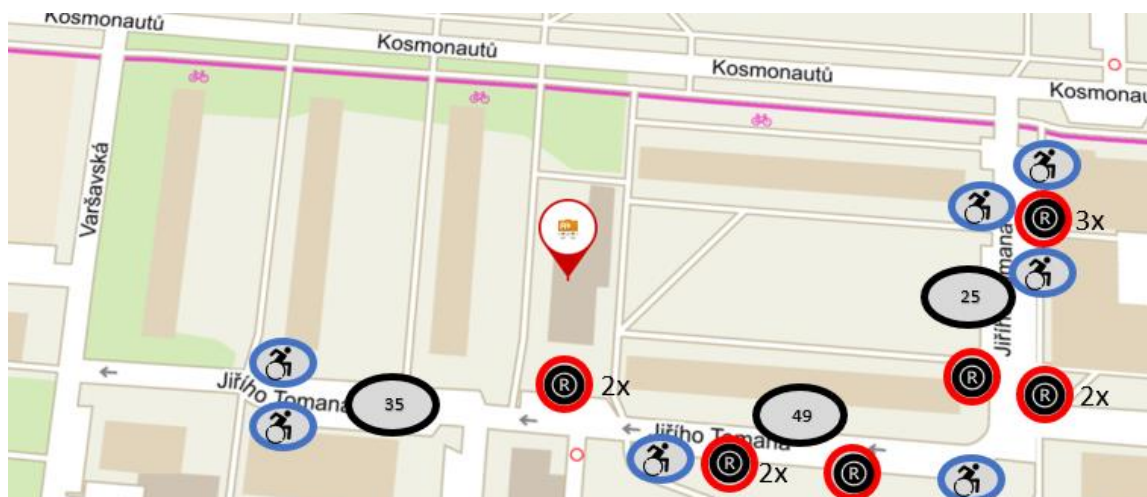 Kosmonautů
Kosmonautů
Kosmonautů
Kosmonau
Varšavská
R 3x
25
Jiřího Tomana
R
R 2x
Jiřího Tomana
35
R 2x
49
Jiřího Tomana
R 2x
R